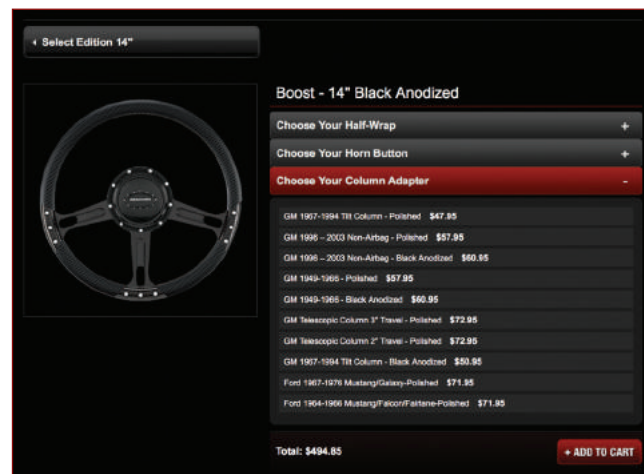 Select Edition 14"
Boost - 14" Black Anodized
Choose Your Half-Wrap +
Choose Your Horn Button +
Choose Your Column Adapter -
GM 1967-1994 Tilt Column - Polished $47.95
GM 1996 – 2003 Non-Airbag - Polished $57.95
GM 1996 – 2003 Non-Airbag - Black Anodized $60.95
GM 1949-1966 - Polished $57.95
GM 1949-1966 - Black Anodized $60.95
GM Telescopic Column 3" Travel - Polished $72.95
GM Telescopic Column 2" Travel - Polished $72.95
GM 1967-1994 Tilt Column - Black Anodized $50.95
Ford 1967-1976 Mustang/Galaxy-Polished $71.95
Ford 1964-1966 Mustang/Falcon/Fairlane-Polished $71.95
Total: $494.85
+ ADD TO CART